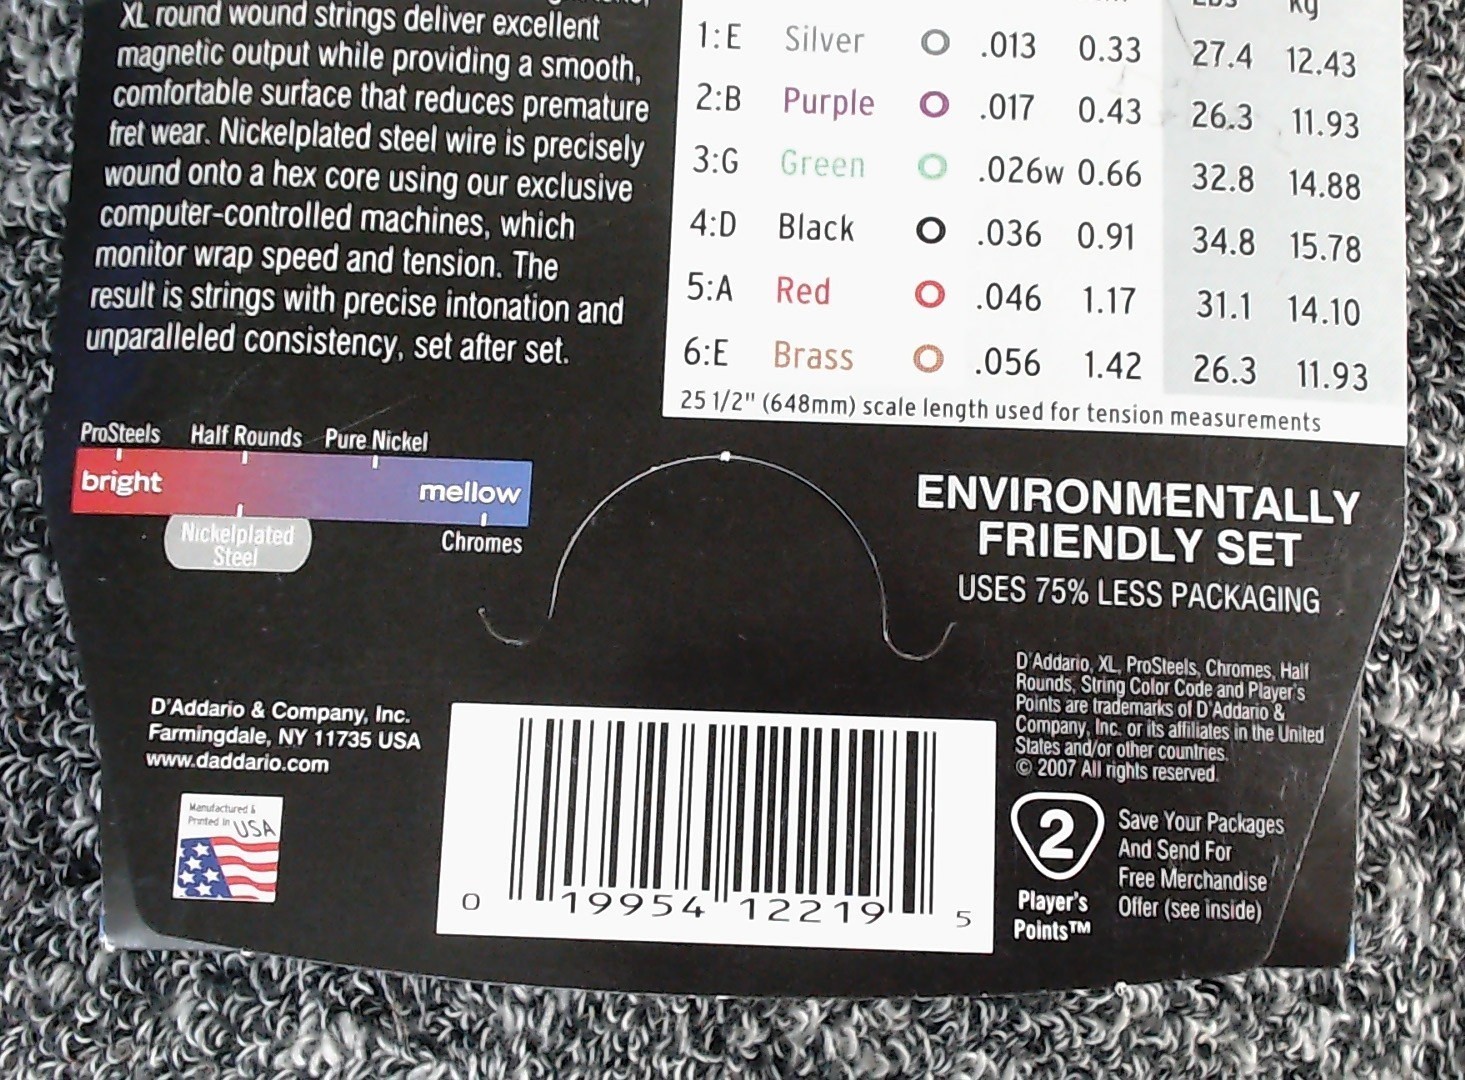 XL round wound strings deliver excellent
magnetic output while providing a smooth,
comfortable surface that reduces premature
fret wear. Nickelplated steel wire is precisely
wound onto a hex core using our exclusive
computer-controlled machines, which
monitor wrap speed and tension. The
result is strings with precise intonation and
unparalleled consistency, set after set.
1:E Silver .013 0.33 27.4 12.43
2:B Purple .017 0.43 26.3 11.93
3:G Green .026w 0.66 32.8 14.88
4:D Black .036 0.91 34.8 15.78
5:A Red .046 1.17 31.1 14.10
6:E Brass .056 1.42 26.3 11.93
25 1/2" (648mm) scale length used for tension measurements
ProSteels Half Rounds Pure Nickel
bright mellow
Nickelplated
Steel
Chromes
ENVIRONMENTALLY
FRIENDLY SET
USES 75% LESS PACKAGING
D'Addario & Company, Inc.
Farmingdale, NY 11735 USA
www.daddario.com
Manufactured &
Printed in USA
0 19954 12219 5
D'Addario, XL, ProSteels, Chromes, Half
Rounds, String Color Code and Player's
Points are trademarks of D'Addario &
Company, Inc. or its affiliates in the United
States and/or other countries.
© 2007 All rights reserved.
2
Player's
Points™
Save Your Packages
And Send For
Free Merchandise
Offer (see inside)